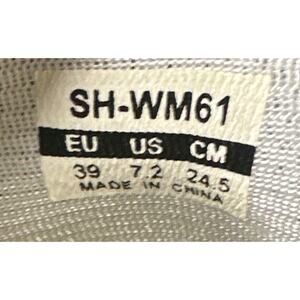 SH-WM61
EU US CM
39 7.2 24.5
MADE IN CHINA